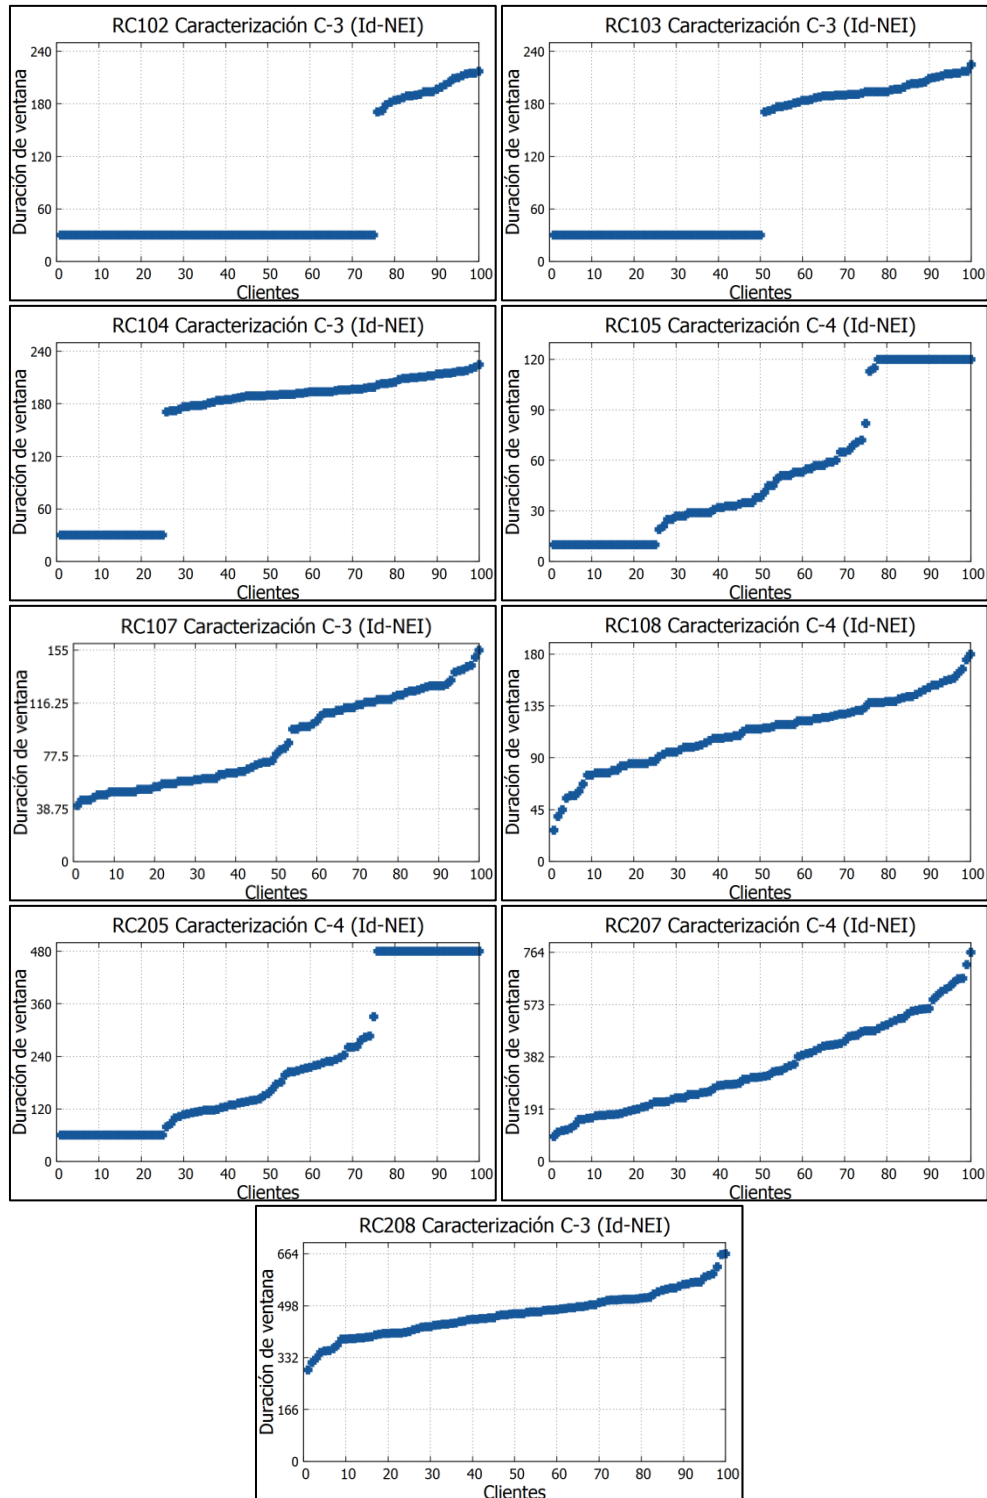 RC102 Caracterización C-3 (Id-NEI)
Duración de ventana
240
180
120
60
0
0 10 20 30 40 50 60 70 80 90 100
Clientes
RC103 Caracterización C-3 (Id-NEI)
Duración de ventana
240
180
120
60
0
0 10 20 30 40 50 60 70 80 90 100
Clientes
RC104 Caracterización C-3 (Id-NEI)
Duración de ventana
240
180
120
60
0
0 10 20 30 40 50 60 70 80 90 100
Clientes
RC105 Caracterización C-4 (Id-NEI)
Duración de ventana
120
90
60
30
0
0 10 20 30 40 50 60 70 80 90 100
Clientes
RC107 Caracterización C-3 (Id-NEI)
Duración de ventana
155
116.25
77.5
38.75
0
0 10 20 30 40 50 60 70 80 90 100
Clientes
RC108 Caracterización C-4 (Id-NEI)
Duración de ventana
180
135
90
45
0
0 10 20 30 40 50 60 70 80 90 100
Clientes
RC205 Caracterización C-4 (Id-NEI)
Duración de ventana
480
360
240
120
0
0 10 20 30 40 50 60 70 80 90 100
Clientes
RC207 Caracterización C-4 (Id-NEI)
Duración de ventana
764
573
382
191
0
0 10 20 30 40 50 60 70 80 90 100
Clientes
RC208 Caracterización C-3 (Id-NEI)
Duración de ventana
664
498
332
166
0
0 10 20 30 40 50 60 70 80 90 100
Clientes